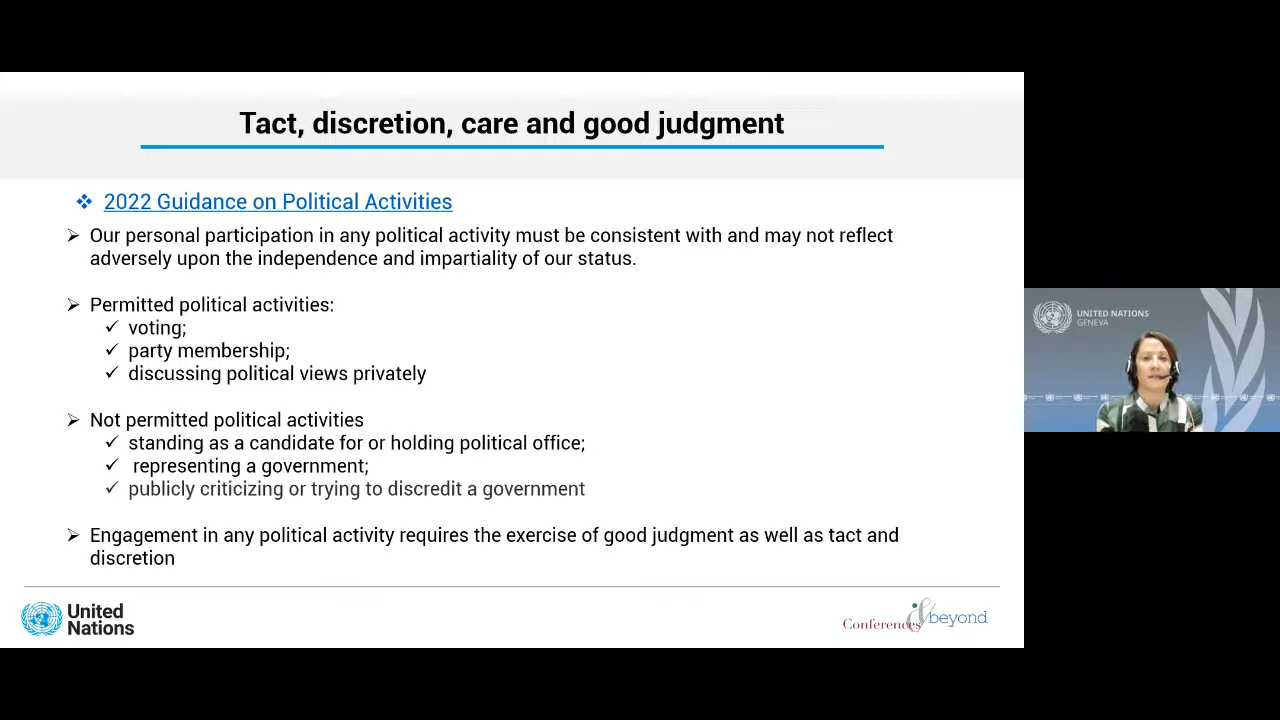 Tact, discretion, care and good judgment
2022 Guidance on Political Activities
Our personal participation in any political activity must be consistent with and may not reflect
adversely upon the independence and impartiality of our status.
Permitted political activities:
voting;
party membership;
discussing political views privately
Not permitted political activities
standing as a candidate for or holding political office;
representing a government;
publicly criticizing or trying to discredit a government
Engagement in any political activity requires the exercise of good judgment as well as tact and
discretion
United
Nations
Conferences & beyond
UNITED NATIONS
GENEVA